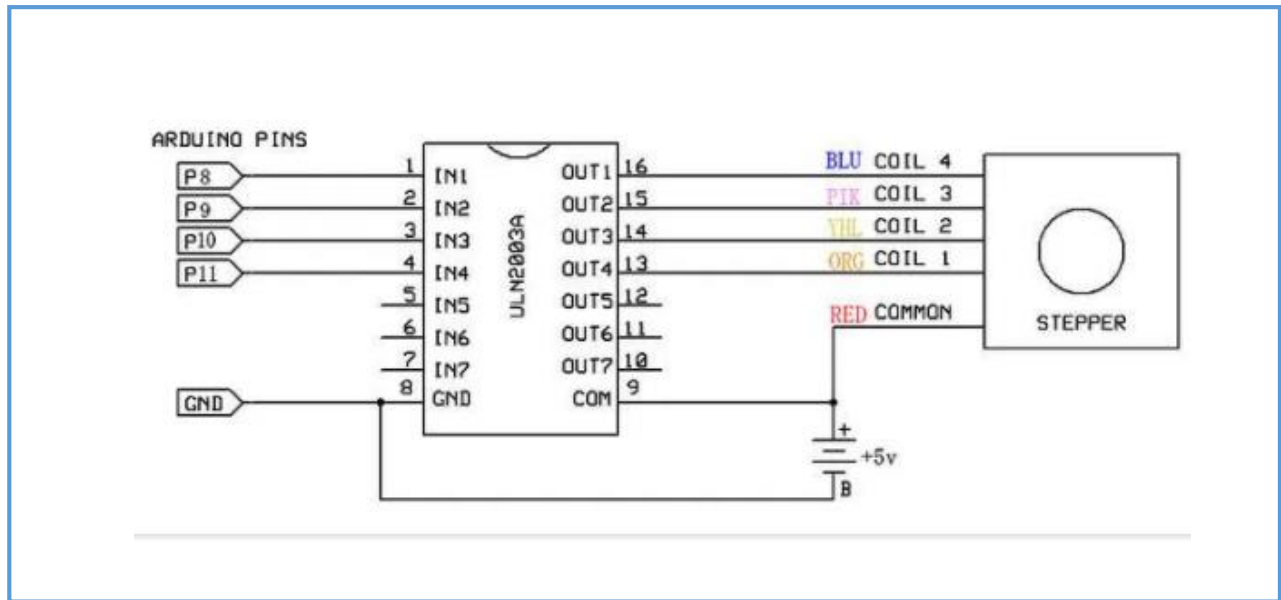 ARDUINO PINS
P8
P9
P10
P11
GND
1 IN1
2 IN2
3 IN3
4 IN4
5 IN5
6 IN6
7 IN7
8 GND
ULN2003A
OUT1 16
OUT2 15
OUT3 14
OUT4 13
OUT5 12
OUT6 11
OUT7 10
COM 9
BLU COIL 4
PIK COIL 3
YHL COIL 2
ORG COIL 1
RED COMMON
STEPPER
+
+5v
B